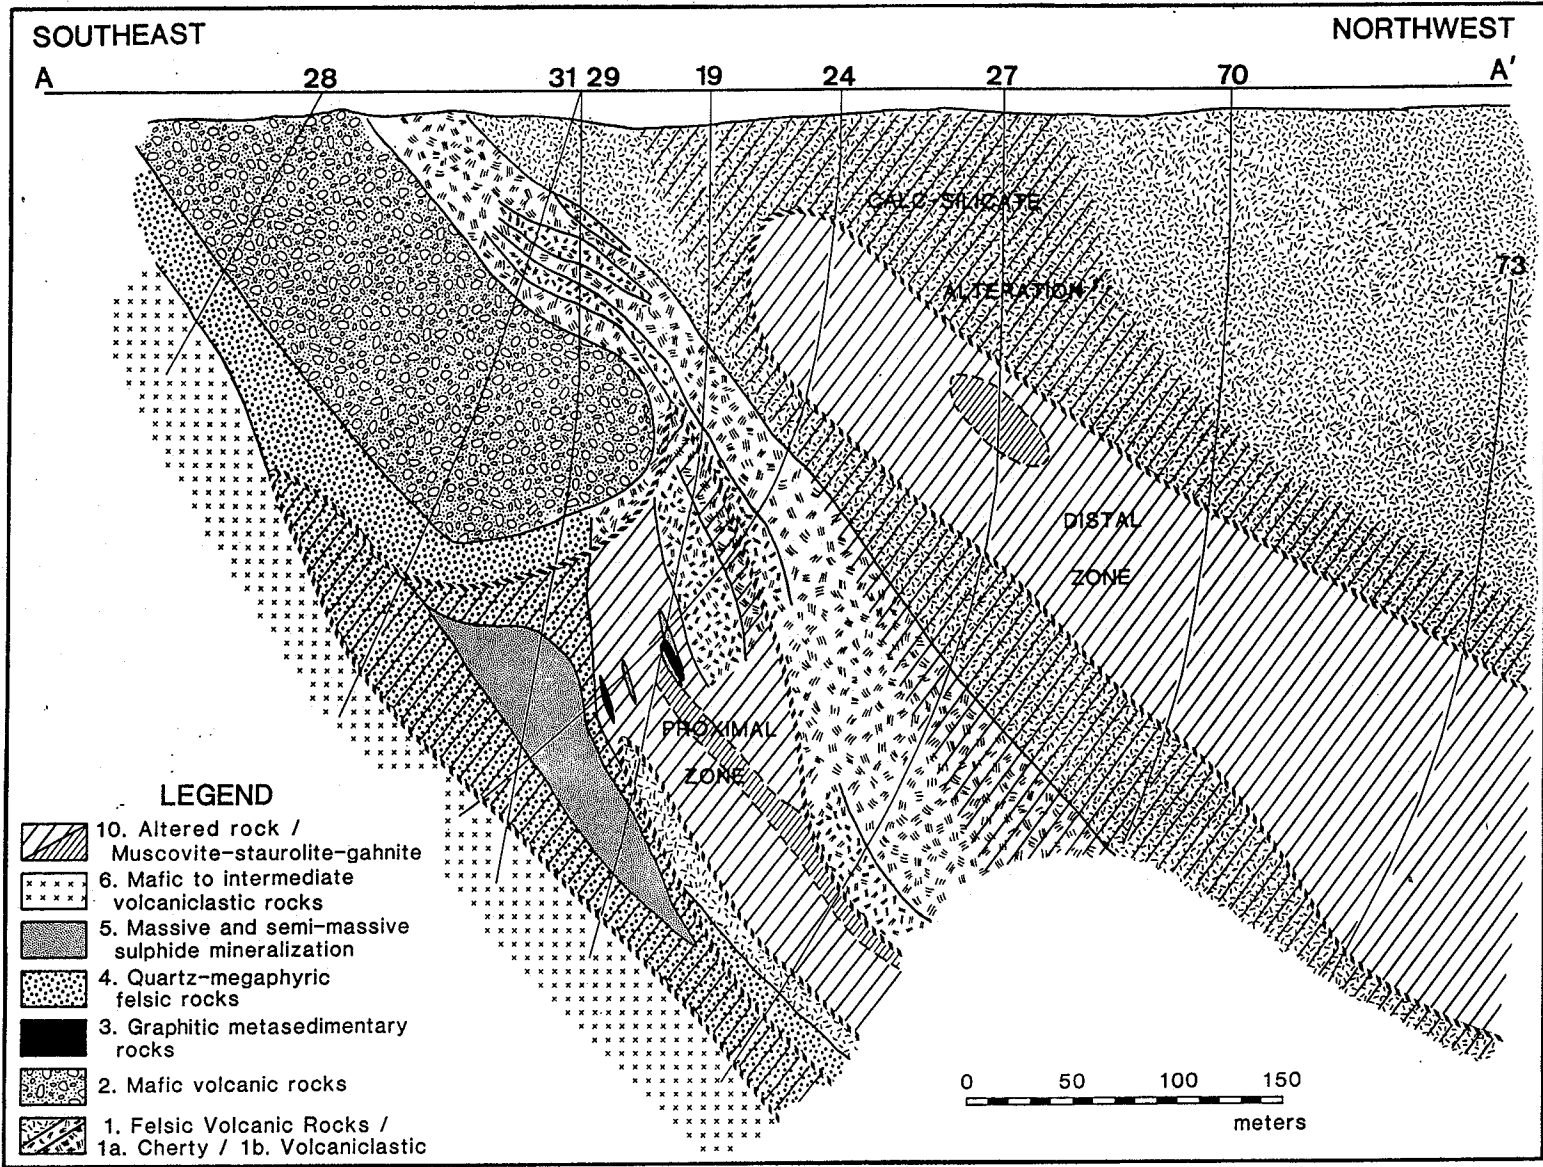 SOUTHEAST
NORTHWEST
A 28 31 29 19 24 27 70 A'
CALC-SILICATE
73
ALTERATION
DISTAL
ZONE
PROXIMAL
ZONE
LEGEND
10. Altered rock /
Muscovite-staurolite-gahnite
6. Mafic to intermediate
volcaniclastic rocks
5. Massive and semi-massive
sulphide mineralization
4. Quartz-megaphyric
felsic rocks
3. Graphitic metasedimentary
rocks
2. Mafic volcanic rocks
1. Felsic Volcanic Rocks /
1a. Cherty / 1b. Volcaniclastic
0 50 100 150
meters